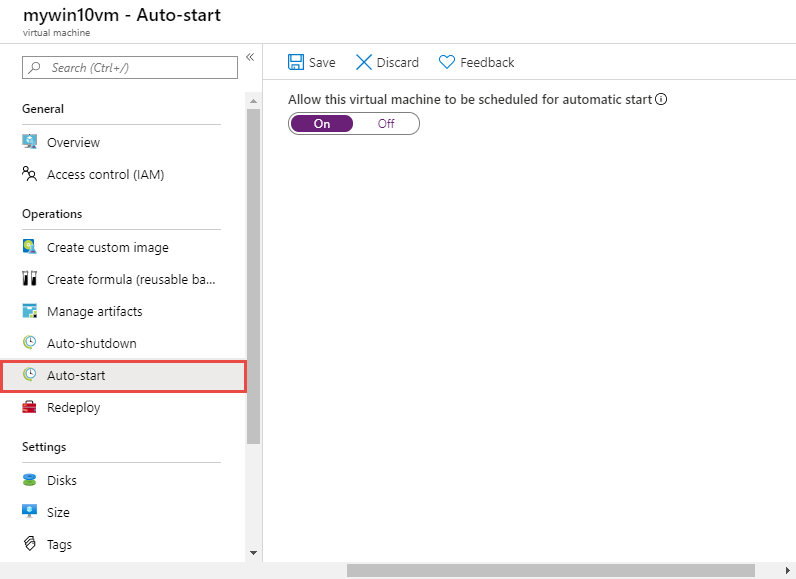 mywin10vm - Auto-start
virtual machine
Search (Ctrl+/)
«
General
Overview
Access control (IAM)
Operations
Create custom image
Create formula (reusable ba...
Manage artifacts
Auto-shutdown
Auto-start
Redeploy
Settings
Disks
Size
Tags
Save Discard Feedback
Allow this virtual machine to be scheduled for automatic start
On Off